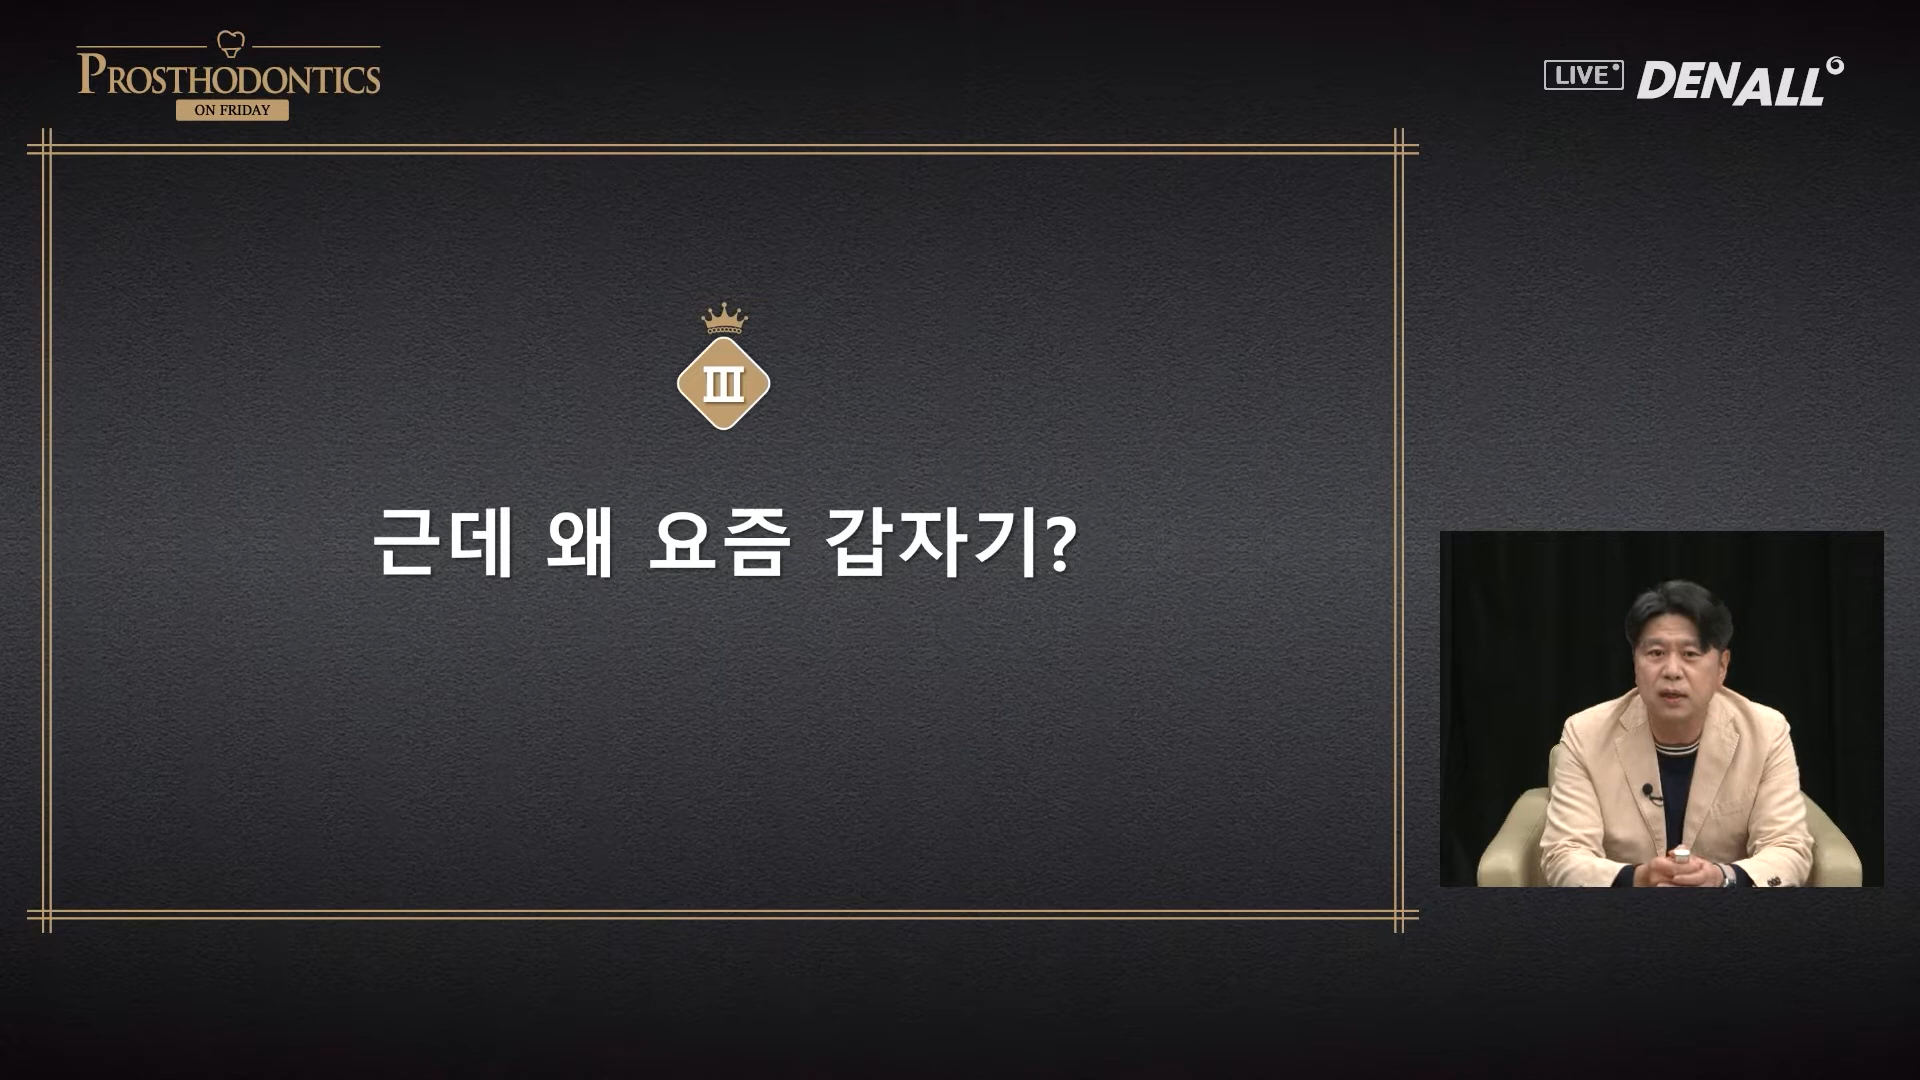 PROSTHODONTICS
ON FRIDAY
LIVE DENALL
III
근데 왜 요즘 갑자기?